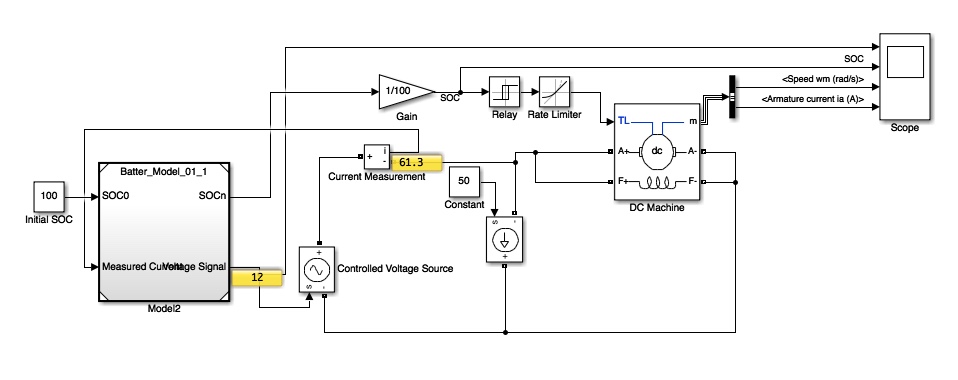 SOC
<Speed wm (rad/s)>
1/100
<Armature current ia (A)>
SOC
Gain
Relay
Rate Limiter
Scope
TL
m
i
+
-
61.3
A+
dc
A-
Batter_Model_01_1
Current Measurement
50
F+
F-
100
SOC0
SOCn
Constant
DC Machine
Initial SOC
s
-
+
+
Measured Current
Voltage Signal
12
Controlled Voltage Source
s
-
Model2